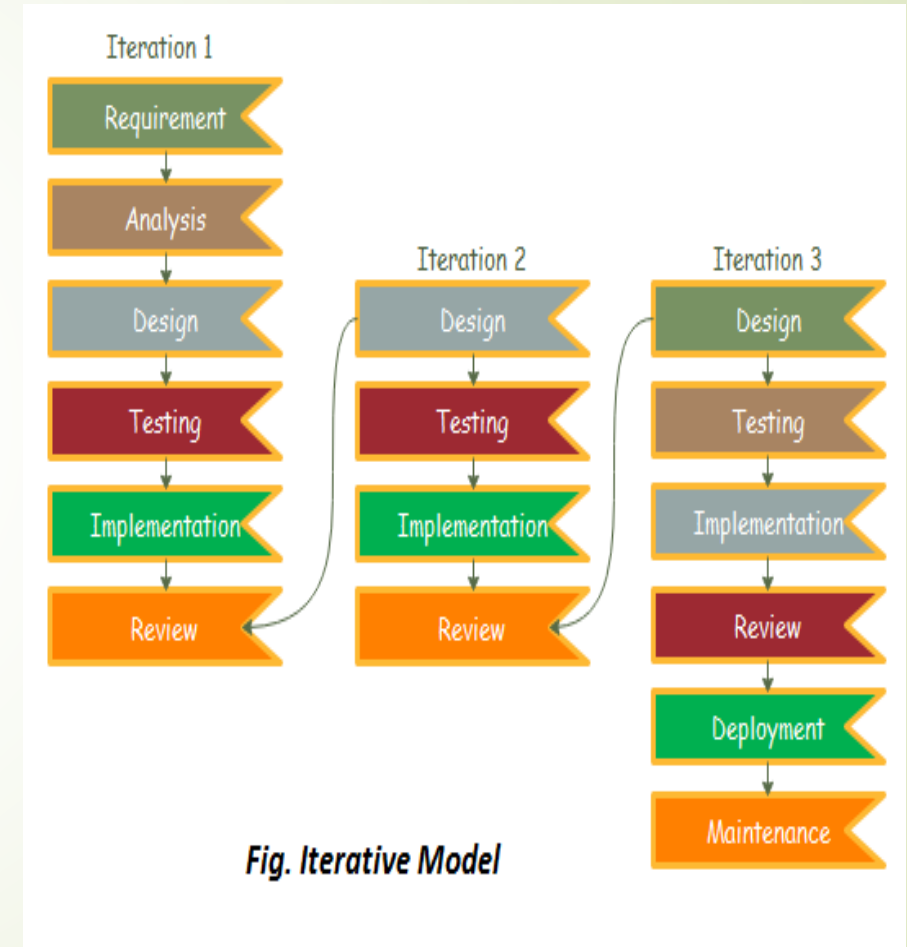 Iteration 1
Requirement
Analysis
Design
Testing
Implementation
Review
Iteration 2
Design
Testing
Implementation
Review
Iteration 3
Design
Testing
Implementation
Review
Deployment
Maintenance
Fig. Iterative Model